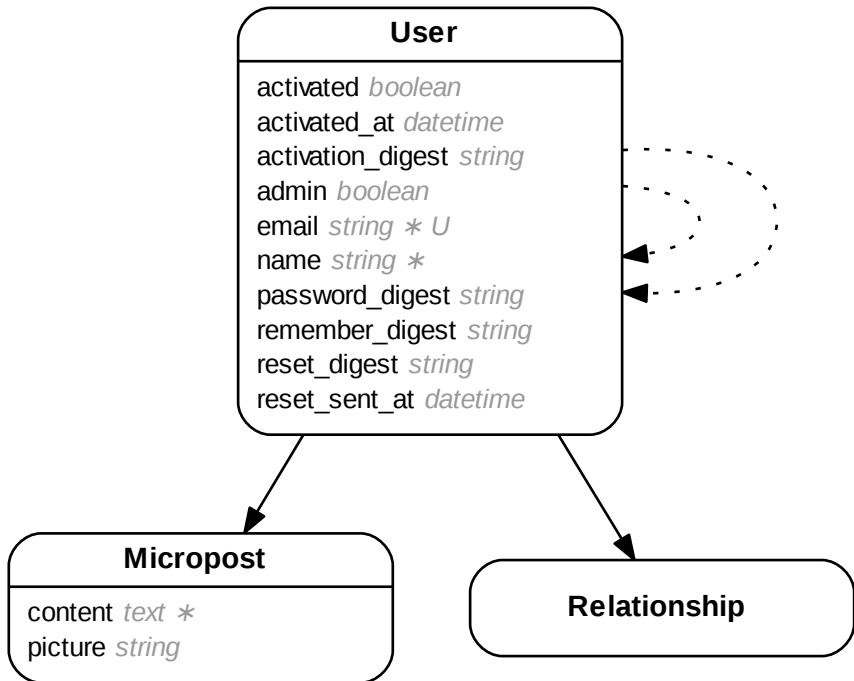 User
activated boolean
activated_at datetime
activation_digest string
admin boolean
email string ∗ U
name string ∗
password_digest string
remember_digest string
reset_digest string
reset_sent_at datetime
Micropost
content text ∗
picture string
Relationship